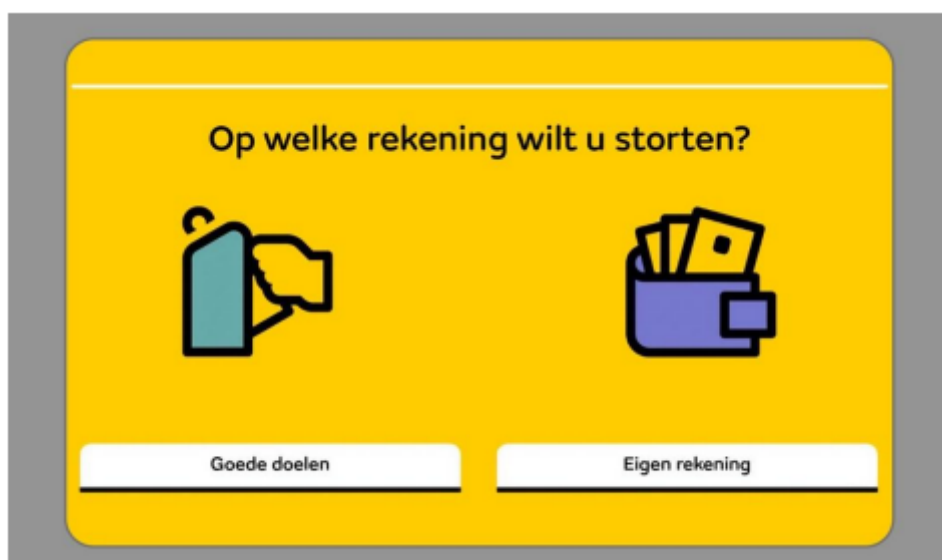 Op welke rekening wilt u storten?
Goede doelen
Eigen rekening